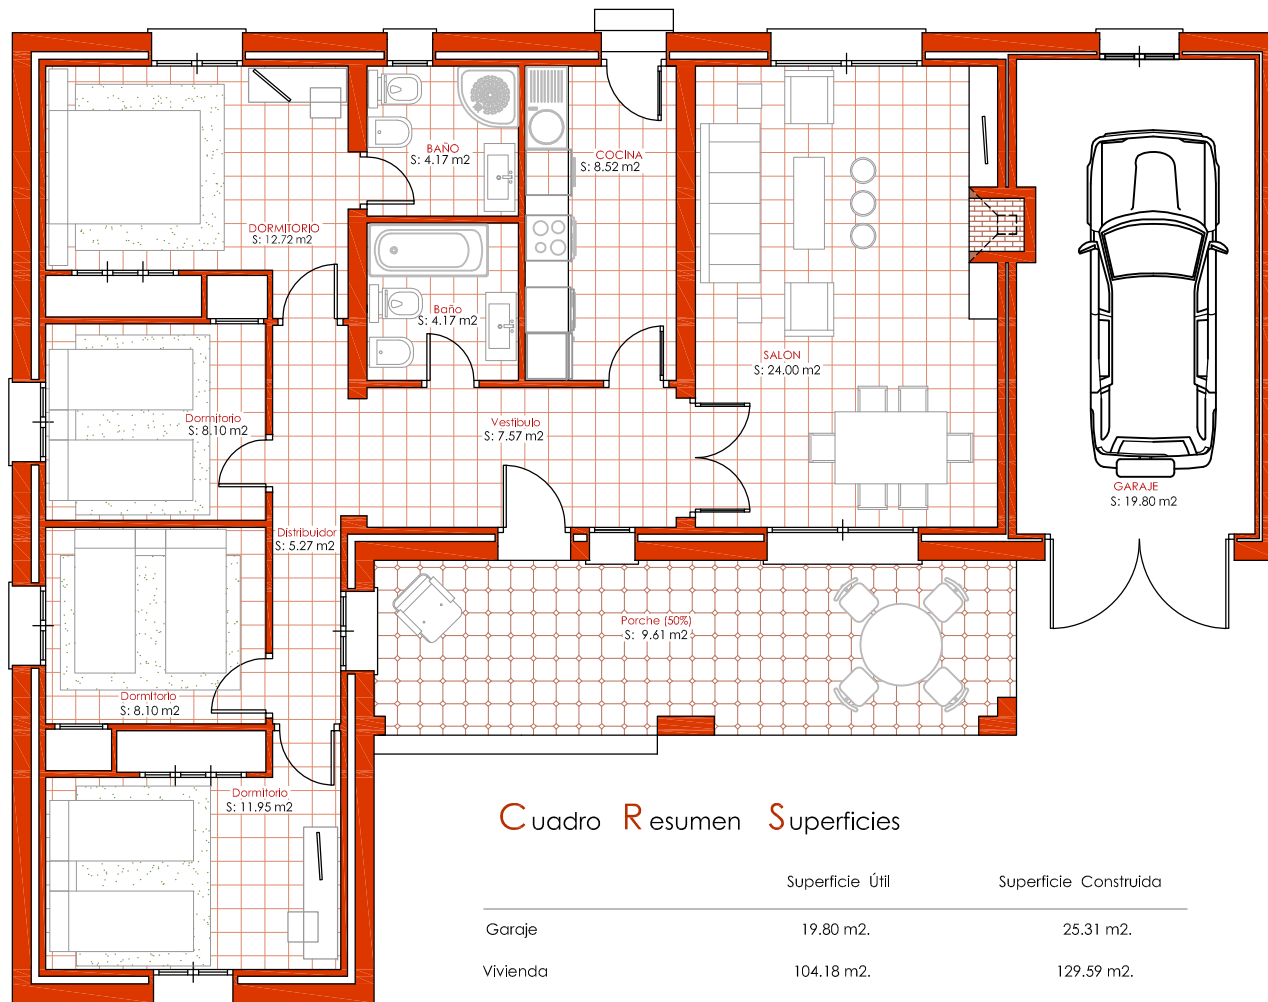 BAÑO
S: 4.17 m2
COCINA
S: 8.52 m2
DORMITORIO
S: 12.72 m2
Baño
S: 4.17 m2
SALON
S: 24.00 m2
Dormitorio
S: 8.10 m2
Vestibulo
S: 7.57 m2
GARAJE
S: 19.80 m2
Distribuidor
S: 5.27 m2
Porche (50%)
S: 9.61 m2
Dormitorio
S: 8.10 m2
Dormitorio
S: 11.95 m2
Cuadro Resumen Superficies
Superficie Útil Superficie Construida
Garaje 19.80 m2. 25.31 m2.
Vivienda 104.18 m2. 129.59 m2.